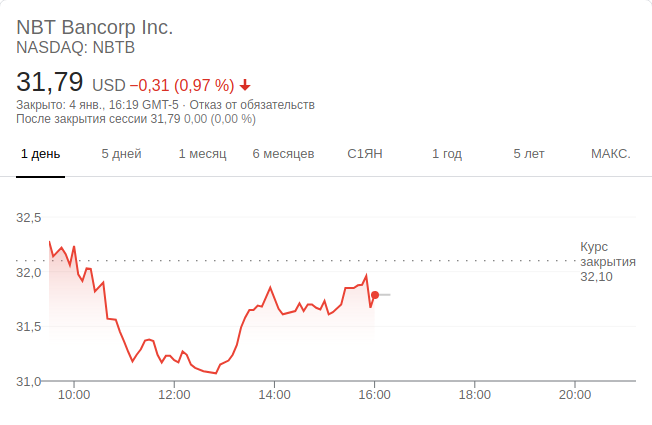 NBT Bancorp Inc.
NASDAQ: NBTB
31,79 USD −0,31 (0,97 %)
Закрыто: 4 янв., 16:19 GMT-5 · Отказ от обязательств
После закрытия сессии 31,79 0,00 (0,00 %)
1 день 5 дней 1 месяц 6 месяцев С1ЯН 1 год 5 лет МАКС.
32,5
Курс
закрытия
32,10
32,0
31,5
31,0
10:00 12:00 14:00 16:00 18:00 20:00